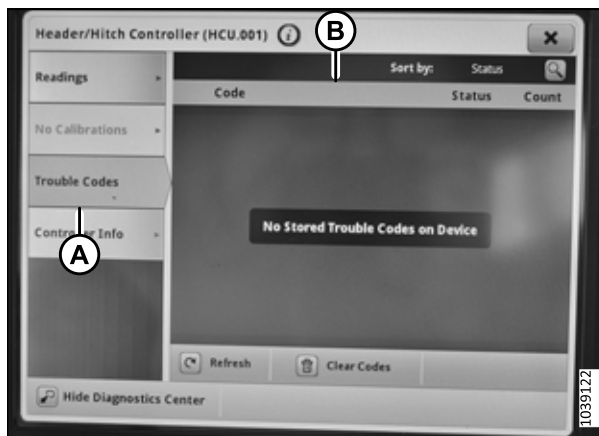 Header/Hitch Controller (HCU.001) i
B
Readings
Sort by: Status
Code Status Count
No Calibrations
Trouble Codes
No Stored Trouble Codes on Device
Controller Info
A
Refresh Clear Codes
Hide Diagnostics Center
1039122